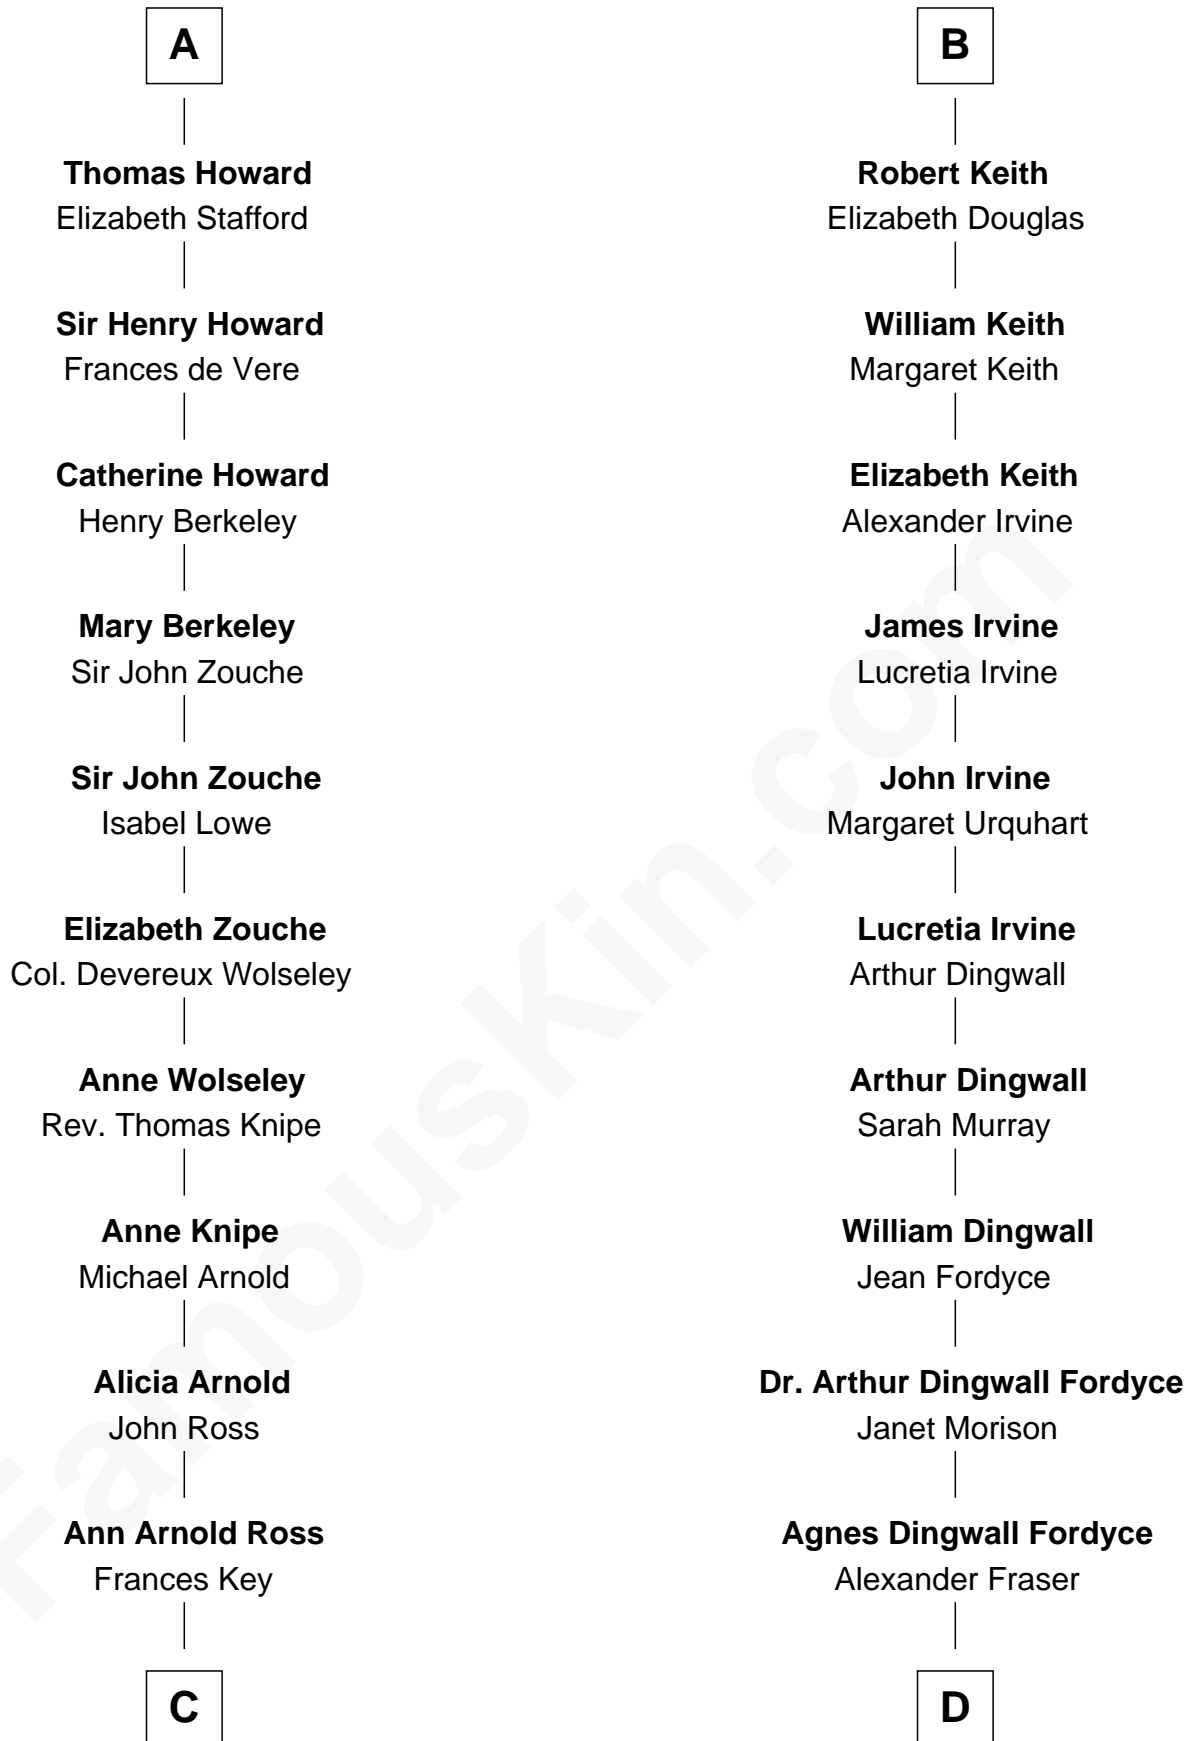 A
Thomas Howard
Elizabeth Stafford
Sir Henry Howard
Frances de Vere
Catherine Howard
Henry Berkeley
Mary Berkeley
Sir John Zouche
Sir John Zouche
Isabel Lowe
Elizabeth Zouche
Col. Devereux Wolseley
Anne Wolseley
Rev. Thomas Knipe
Anne Knipe
Michael Arnold
Alicia Arnold
John Ross
Ann Arnold Ross
Frances Key
C
B
Robert Keith
Elizabeth Douglas
William Keith
Margaret Keith
Elizabeth Keith
Alexander Irvine
James Irvine
Lucretia Irvine
John Irvine
Margaret Urquhart
Lucretia Irvine
Arthur Dingwall
Arthur Dingwall
Sarah Murray
William Dingwall
Jean Fordyce
Dr. Arthur Dingwall Fordyce
Janet Morison
Agnes Dingwall Fordyce
Alexander Fraser
D
FamousKin.com